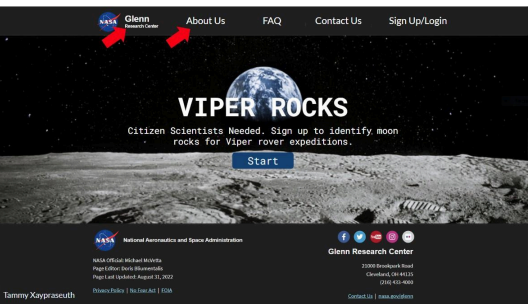 NASA
Glenn
Research Center
About Us
FAQ
Contact Us
Sign Up/Login
VIPER ROCKS
Citizen Scientists Needed. Sign up to identify moon
rocks for Viper rover expeditions.
Start
NASA
National Aeronautics and Space Administration
NASA Official: Michael McVetta
Page Editor: Doris Blumentalis
Page Last Updated: August 31, 2022
Privacy Policy | No Fear Act | FOIA
Glenn Research Center
21000 Brookpark Road
Cleveland, OH 44135
(216) 433-4000
Contact Us | nasa.gov/glenn
Tammy Xaypraseuth